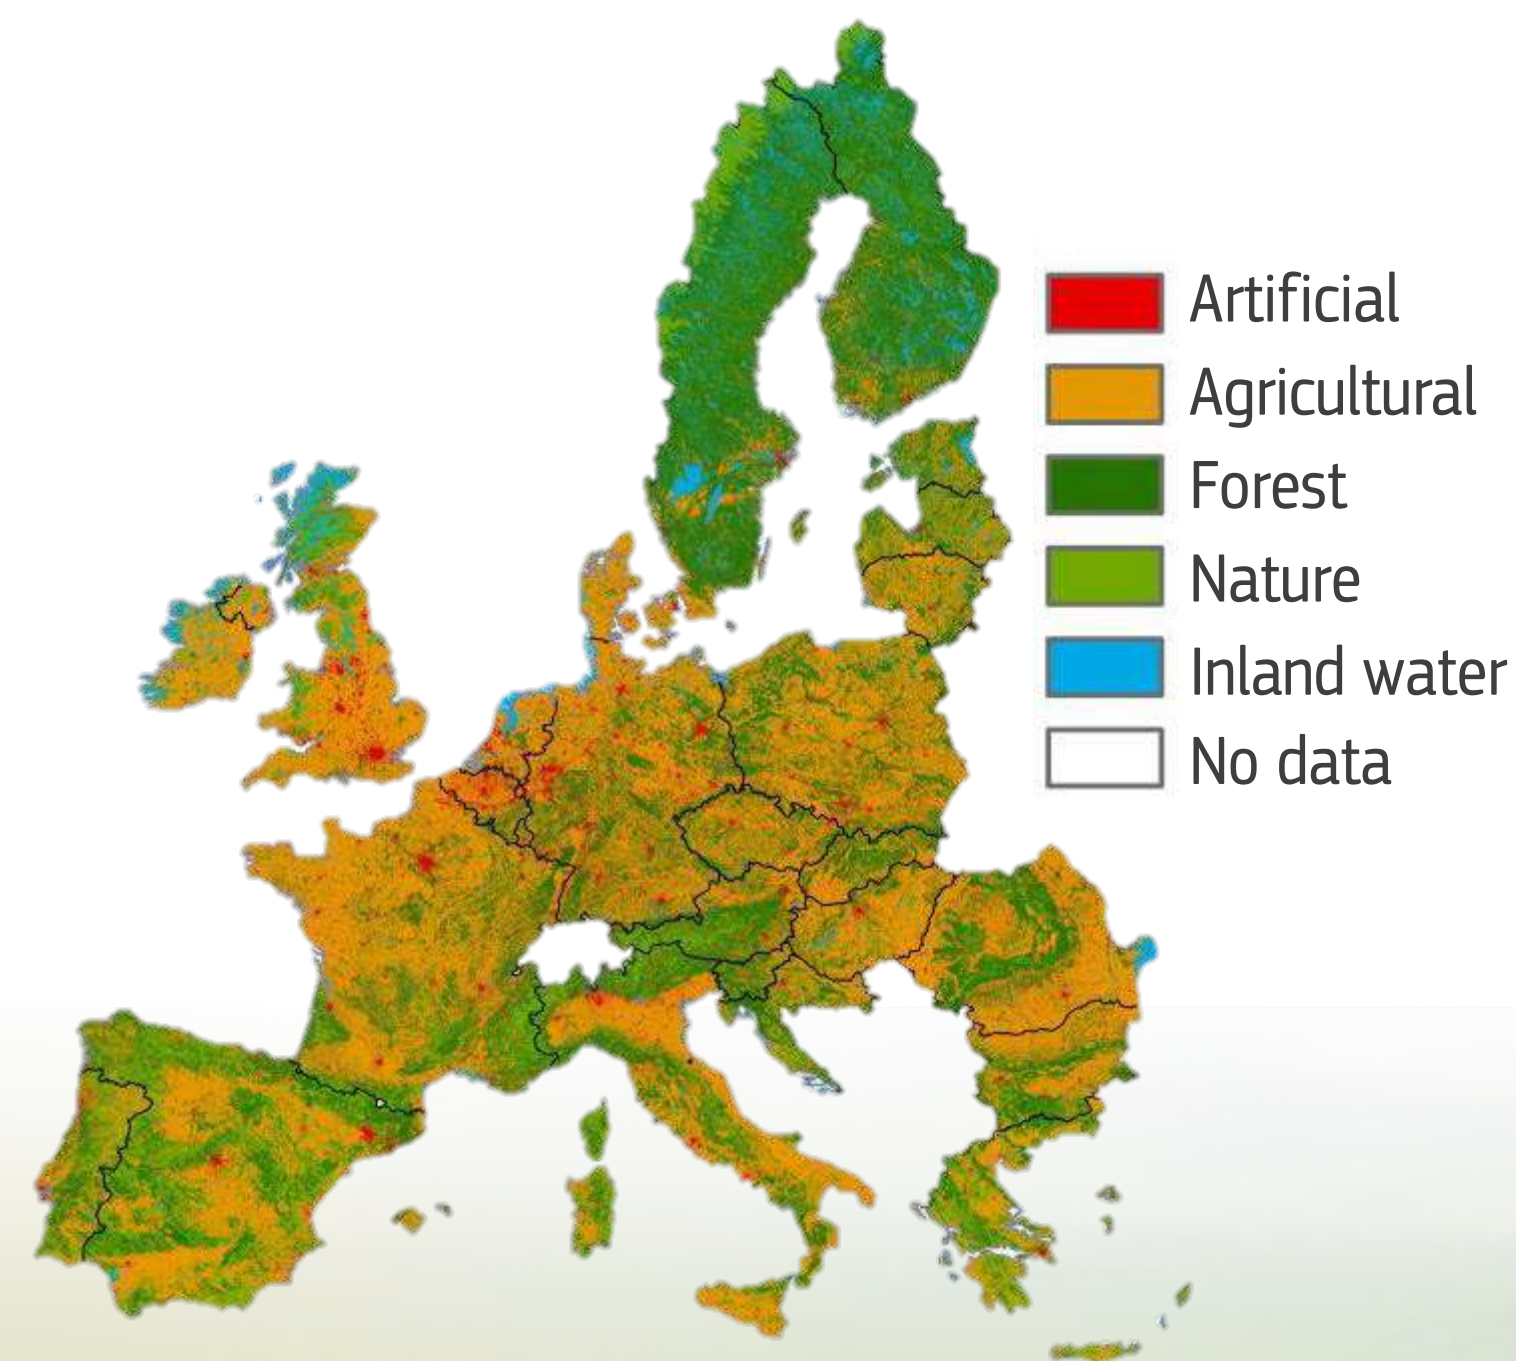 Artificial
Agricultural
Forest
Nature
Inland water
No data